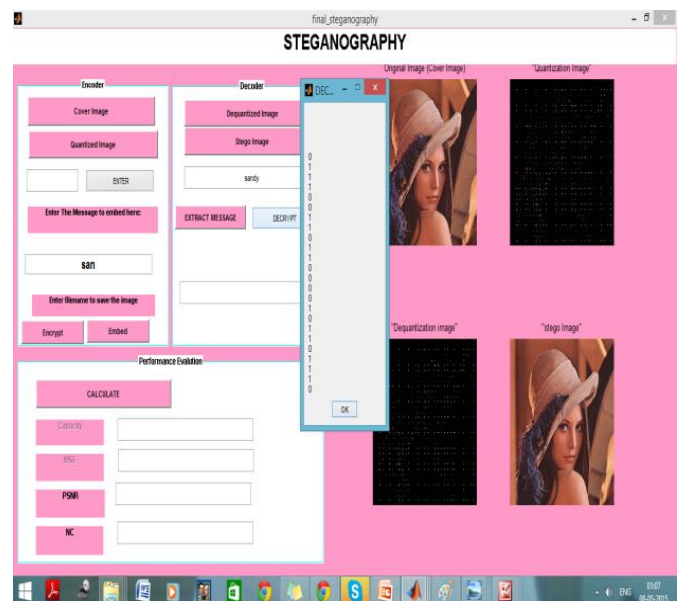 final_steganography
STEGANOGRAPHY
Encoder
Cover Image
Quantized Image
ENTER
Enter The Message to embed here:
san
Enter filename to save the image
Encrypt
Embed
Decoder
Dequantized Image
Stego Image
sandy
EXTRACT MESSAGE
DECRYPT
DEC...
0
1
1
1
0
0
1
1
0
1
1
0
0
0
0
1
0
1
1
0
1
1
1
0
OK
Original Image (Cover Image)
"Quantization Image"
"Dequantization image"
"stego Image"
Performance Evalution
CALCULATE
Capacity
MSE
PSNR
NC
ENG
01:07
08-05-2015